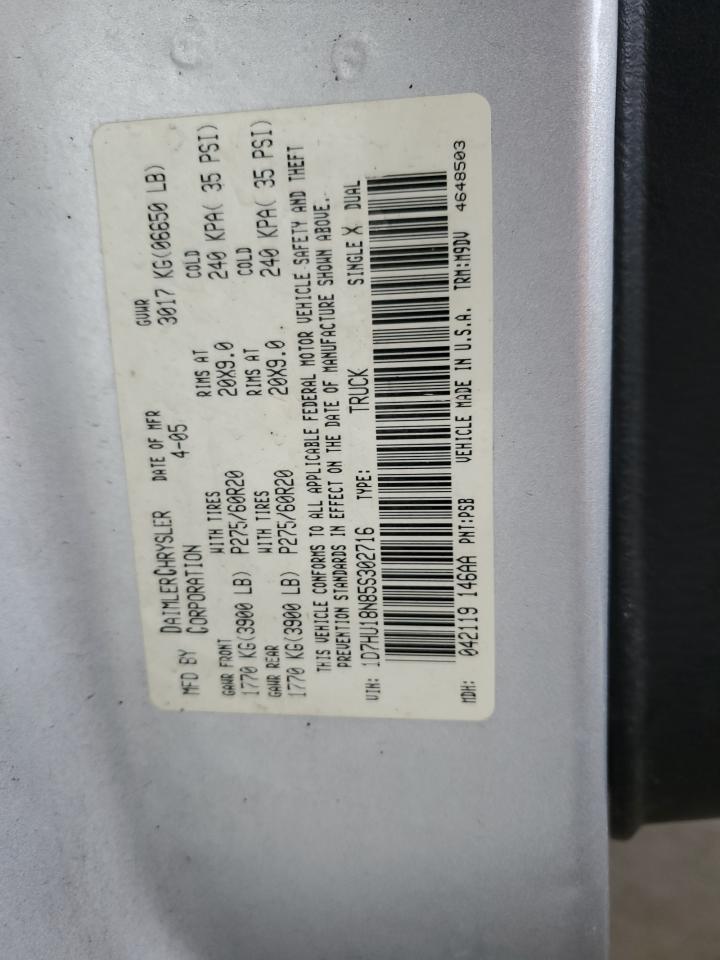 MFD BY DAIMLERCHRYSLER CORPORATION DATE OF MFR 4-05 GVWR 3017 KG(06650 LB)
GAWR FRONT WITH TIRES RIMS AT COLD
1770 KG(3900 LB) P275/60R20 20X9.0 240 KPA( 35 PSI)
GAWR REAR WITH TIRES RIMS AT COLD
1770 KG(3900 LB) P275/60R20 20X9.0 240 KPA( 35 PSI)
THIS VEHICLE CONFORMS TO ALL APPLICABLE FEDERAL MOTOR VEHICLE SAFETY AND THEFT
PREVENTION STANDARDS IN EFFECT ON THE DATE OF MANUFACTURE SHOWN ABOVE.
VIN: 1D7HU18N85S302716 TYPE: TRUCK SINGLE X DUAL
MDH: 042119 146AA PNT:PSB VEHICLE MADE IN U.S.A. TRM:M9DV 4648503